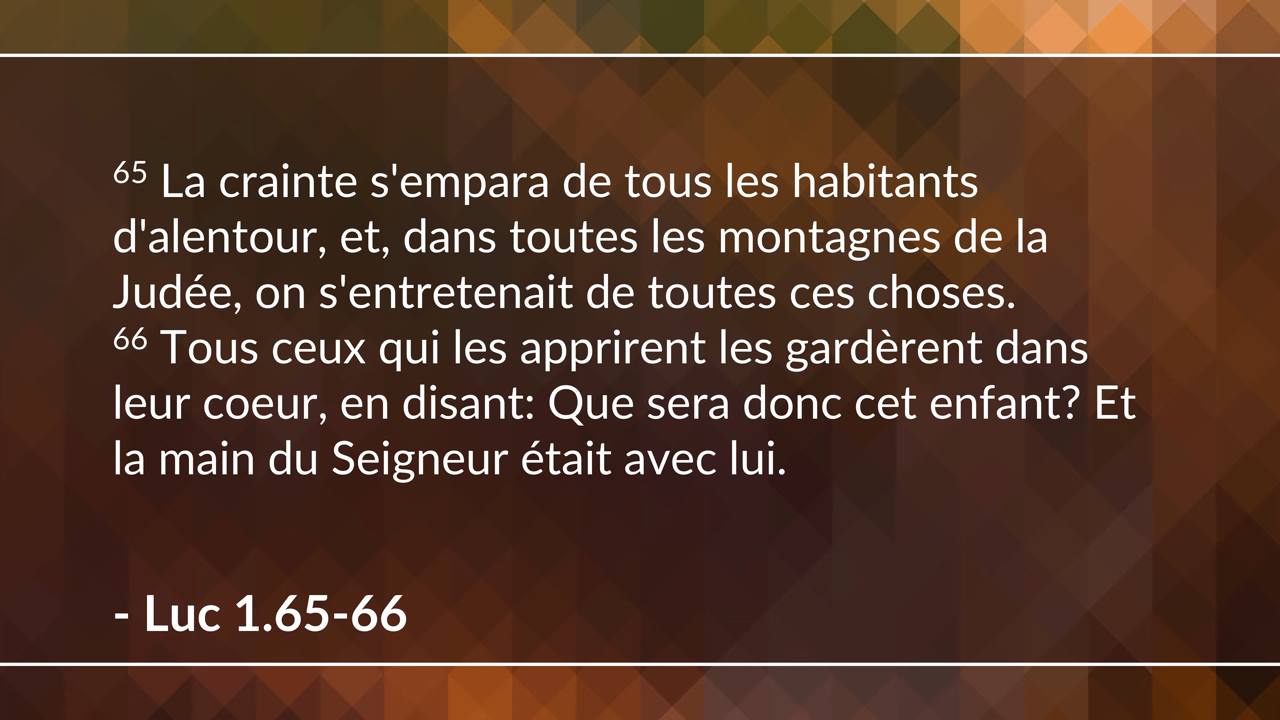 65 La crainte s'empara de tous les habitants
d'alentour, et, dans toutes les montagnes de la
Judée, on s'entretenait de toutes ces choses.
66 Tous ceux qui les apprirent les gardèrent dans
leur coeur, en disant: Que sera donc cet enfant? Et
la main du Seigneur était avec lui.
- Luc 1.65-66